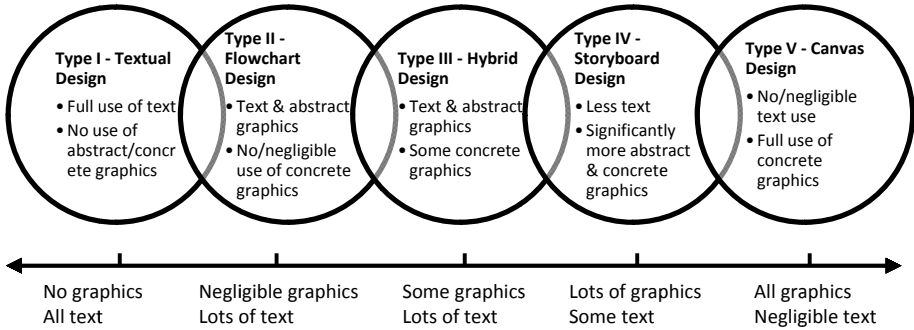 Type I - Textual
Design
• Full use of text
• No use of
abstract/concr
ete graphics
Type II -
Flowchart
Design
• Text & abstract
graphics
• No/negligible
use of concrete
graphics
Type III - Hybrid
Design
• Text & abstract
graphics
• Some concrete
graphics
Type IV -
Storyboard
Design
• Less text
• Significantly
more abstract
& concrete
graphics
Type V - Canvas
Design
• No/negligible
text use
• Full use of
concrete
graphics
No graphics
All text
Negligible graphics
Lots of text
Some graphics
Lots of text
Lots of graphics
Some text
All graphics
Negligible text